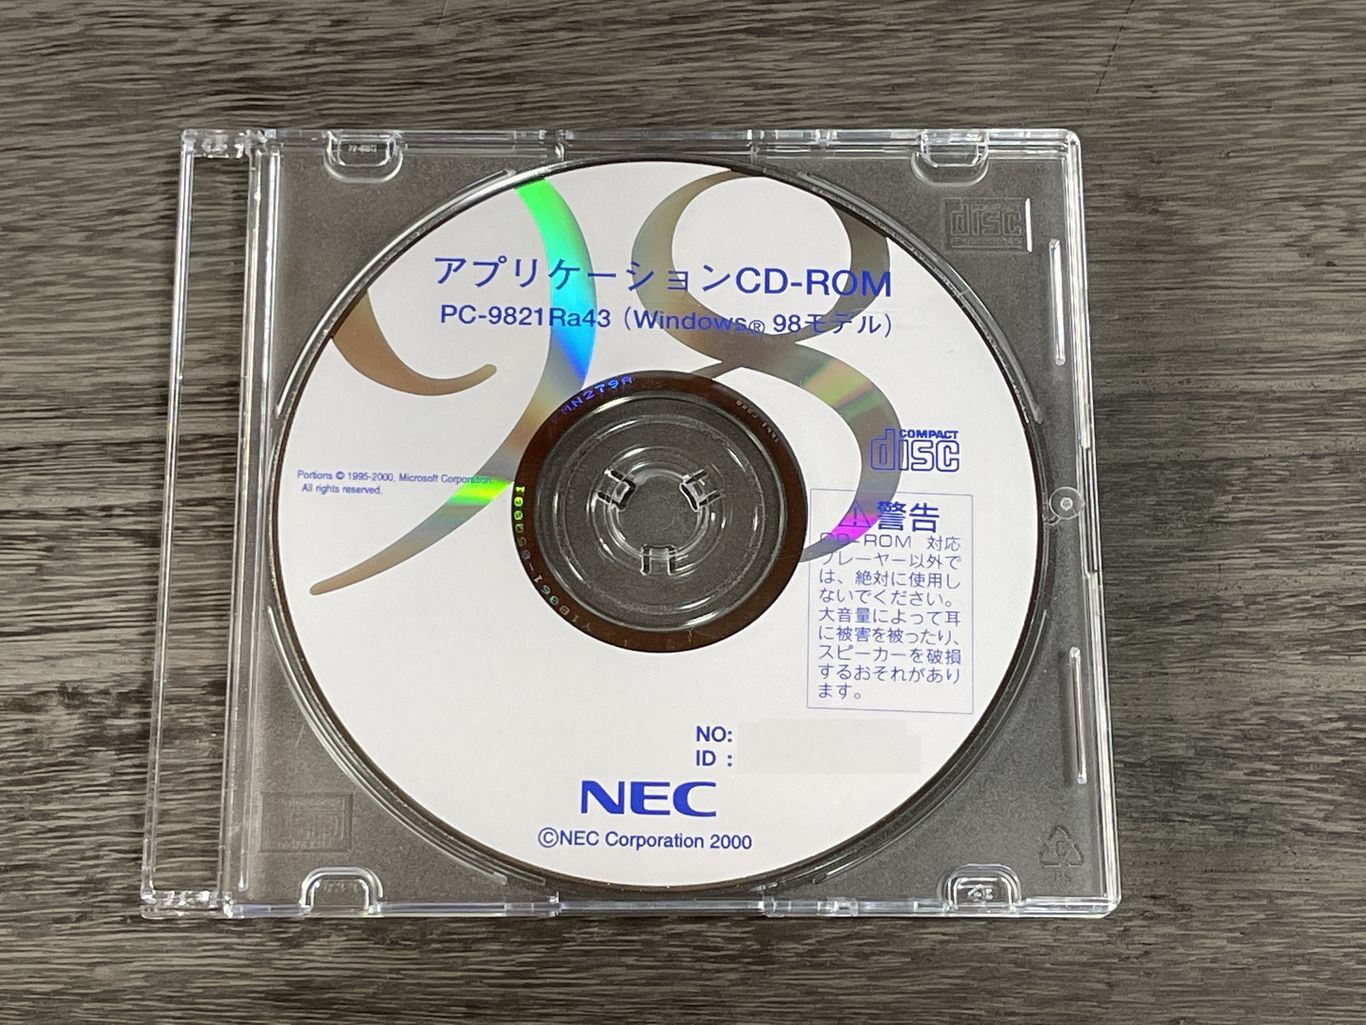 アプリケーションCD-ROM
PC-9821Ra43（Windows® 98モデル）
98
MN279A
Portions © 1995-2000, Microsoft Corporation.
All rights reserved.
COMPACT
disc
disc
⚠警告
CD-ROM 対応
プレーヤー以外で
は、絶対に使用し
ないでください。
大音量によって耳
に被害を被ったり、
スピーカーを破損
するおそれがあり
ます。
NO:
ID :
NEC
©NEC Corporation 2000